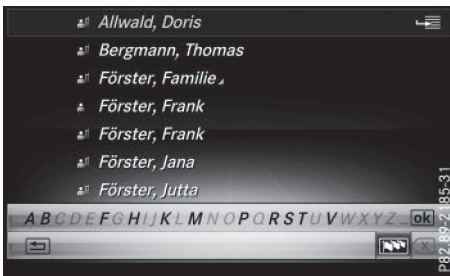 Allwald, Doris
Bergmann, Thomas
Förster, Familie
Förster, Frank
Förster, Frank
Förster, Jana
Förster, Jutta
A B C D E F G H I J K L M N O P Q R S T U V W X Y Z _ ok
P82.89-2185-31